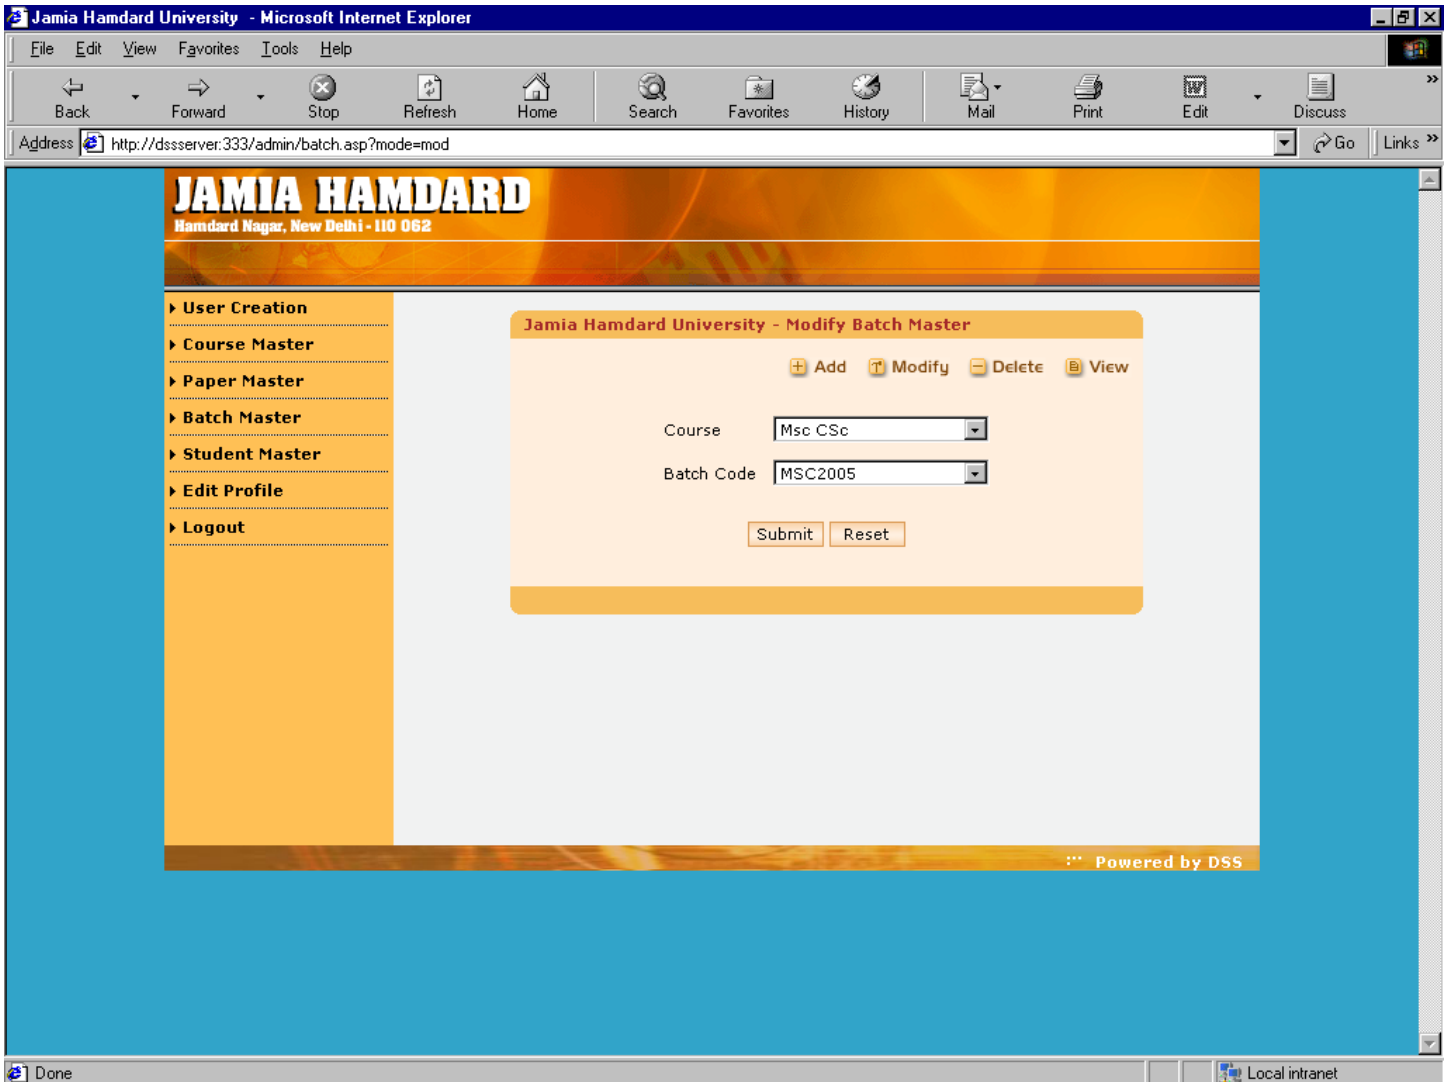 Jamia Hamdard University - Microsoft Internet Explorer
File Edit View Favorites Tools Help
Back Forward Stop Refresh Home Search Favorites History Mail Print Edit Discuss »
Address http://dssserver:333/admin/batch.asp?mode=mod Go Links »
JAMIA HAMDARD
Hamdard Nagar, New Delhi - 110 062
User Creation
Course Master
Paper Master
Batch Master
Student Master
Edit Profile
Logout
Jamia Hamdard University - Modify Batch Master
Add Modify Delete View
Course Msc CSc
Batch Code MSC2005
Submit Reset
Powered by DSS
Done Local intranet